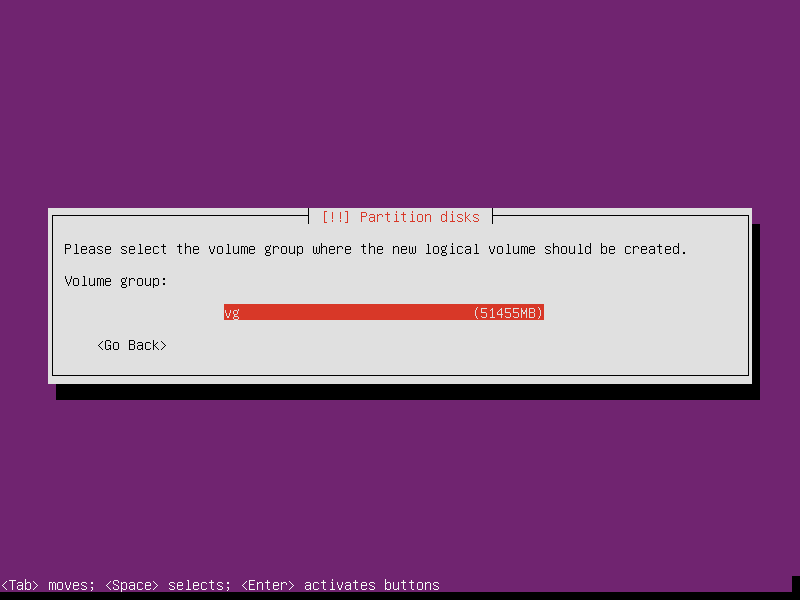 [!!] Partition disks
Please select the volume group where the new logical volume should be created.
Volume group:
vg (51455MB)
<Go Back>
<Tab> moves; <Space> selects; <Enter> activates buttons